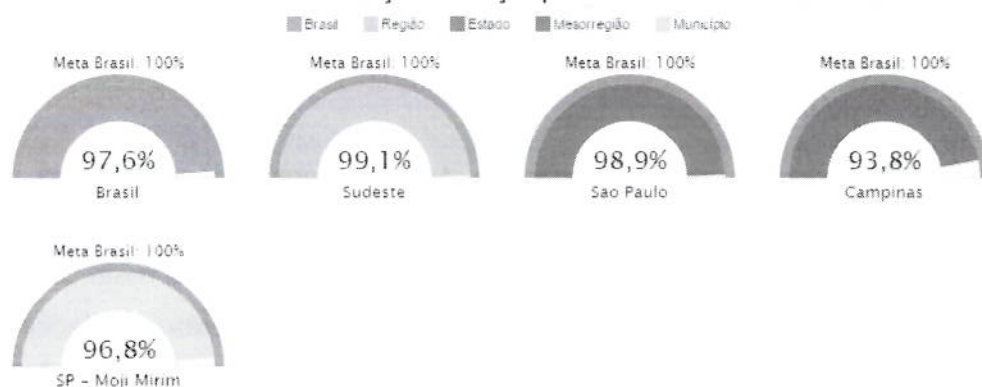 Brasil Região Estado Mesorregião Município
Meta Brasil: 100% Meta Brasil: 100% Meta Brasil: 100% Meta Brasil: 100%
97,6% 99,1% 98,9% 93,8%
Brasil Sudeste Sao Paulo Campinas
Meta Brasil: 100%
96,8%
SP - Moji Mirim